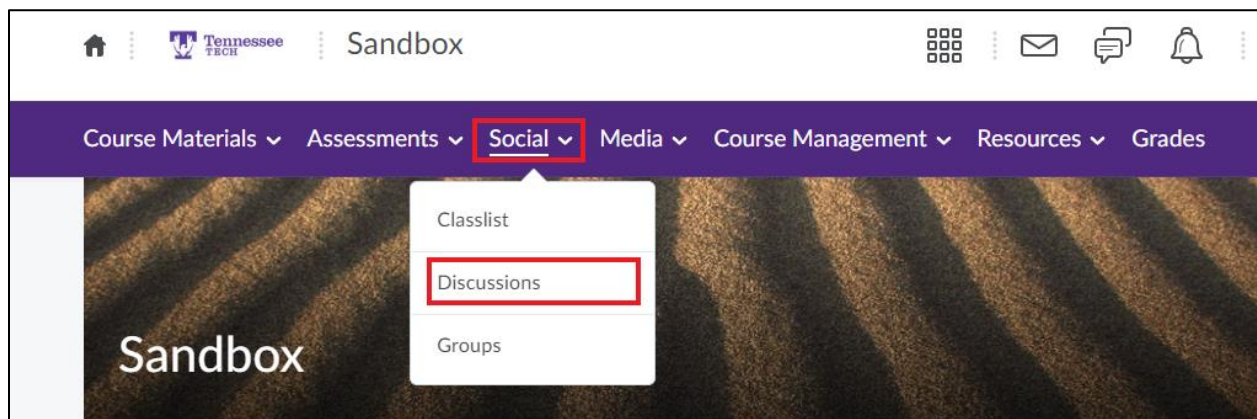 Tennessee
TECH
Sandbox
Course Materials Assessments Social Media Course Management Resources Grades
Classlist
Discussions
Groups
Sandbox